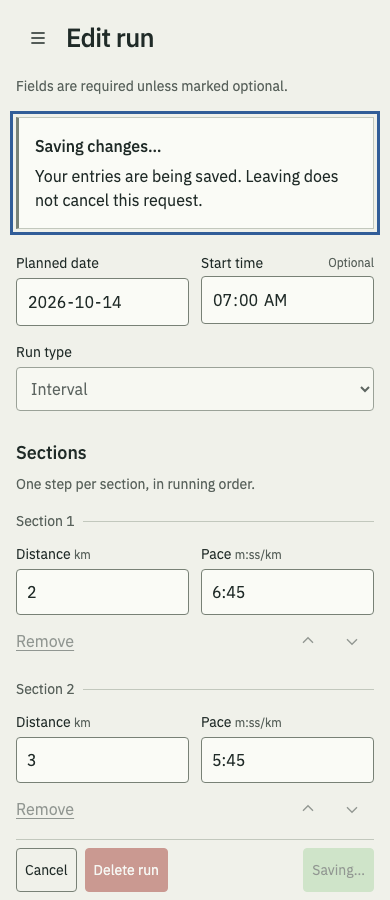 Edit run
Fields are required unless marked optional.
Saving changes...
Your entries are being saved. Leaving does
not cancel this request.
Planned date
Start time Optional
2026-10-14
07:00 AM
Run type
Interval
Sections
One step per section, in running order.
Section 1
Distance km
Pace m:ss/km
2
6:45
Remove
Section 2
Distance km
Pace m:ss/km
3
5:45
Remove
Cancel
Delete run
Saving...